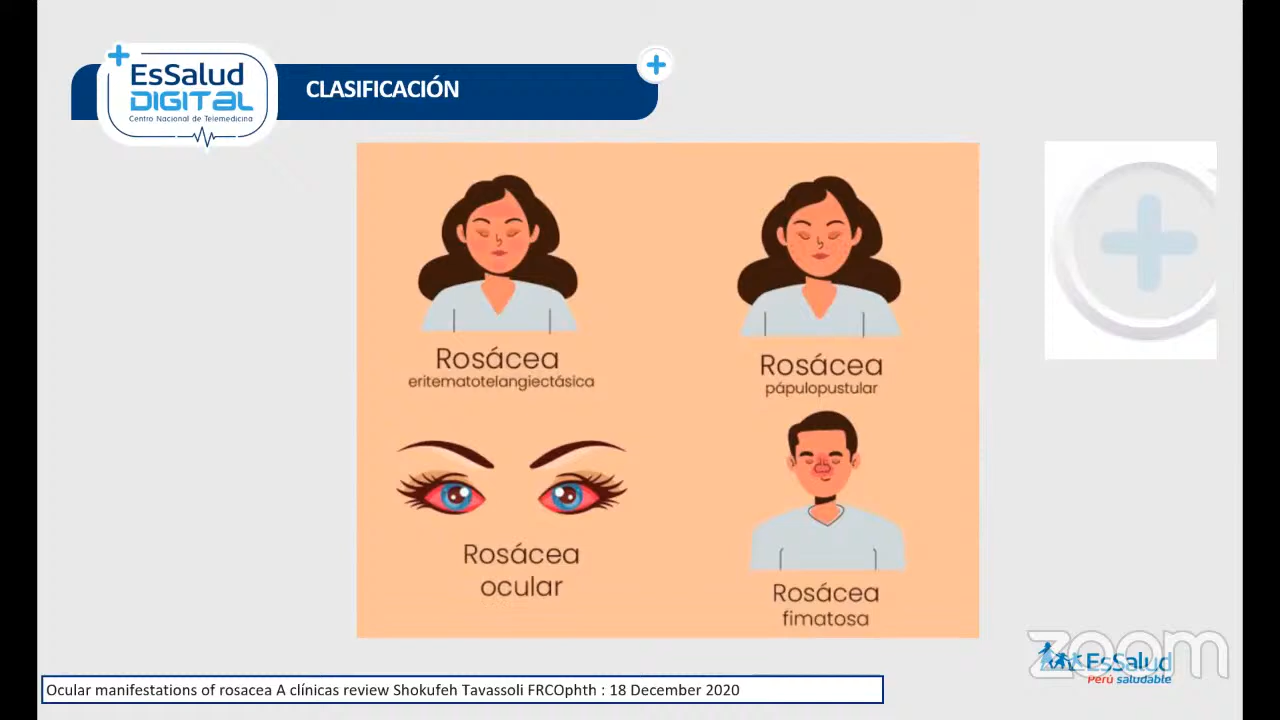 EsSalud
DIGITAL
Centro Nacional de Telemedicina
CLASIFICACIÓN
Rosácea
eritematotelangiectásica
Rosácea
pápulopustular
Rosácea
ocular
Rosácea
fimatosa
zoom
EsSalud
Perú saludable
Ocular manifestations of rosacea A clínicas review Shokufeh Tavassoli FRCOphth : 18 December 2020